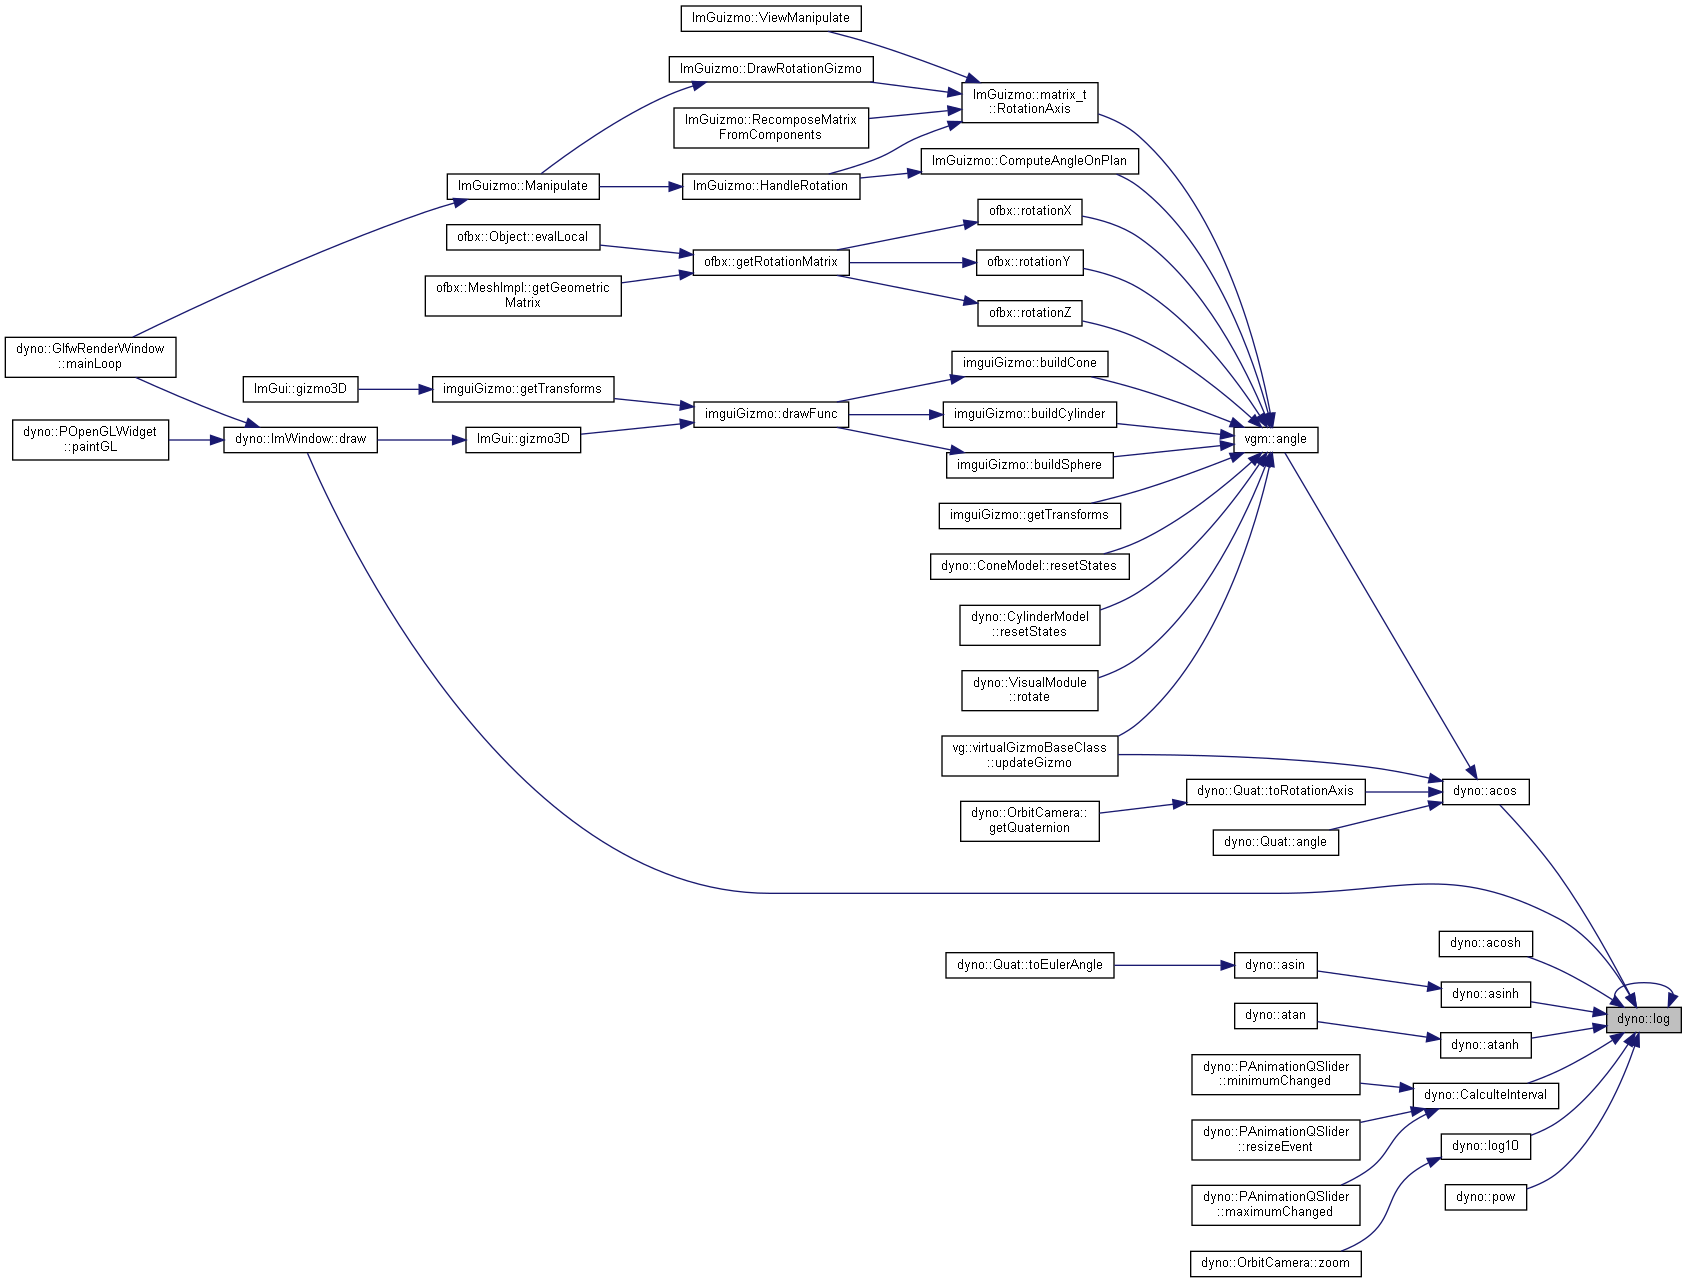 ImGuizmo::ViewManipulate
ImGuizmo::DrawRotationGizmo
ImGuizmo::matrix_t
::RotationAxis
ImGuizmo::RecomposeMatrix
FromComponents
ImGuizmo::ComputeAngleOnPlan
ImGuizmo::Manipulate
ImGuizmo::HandleRotation
ofbx::rotationX
ofbx::Object::evalLocal
ofbx::getRotationMatrix
ofbx::rotationY
ofbx::MeshImpl::getGeometric
Matrix
ofbx::rotationZ
dyno::GlfwRenderWindow
::mainLoop
imguiGizmo::buildCone
ImGui::gizmo3D
imguiGizmo::getTransforms
imguiGizmo::drawFunc
imguiGizmo::buildCylinder
dyno::POpenGLWidget
::paintGL
dyno::ImWindow::draw
ImGui::gizmo3D
vgm::angle
imguiGizmo::buildSphere
imguiGizmo::getTransforms
dyno::ConeModel::resetStates
dyno::CylinderModel
::resetStates
dyno::VisualModule
::rotate
vg::virtualGizmoBaseClass
::updateGizmo
dyno::Quat::toRotationAxis
dyno::acos
dyno::OrbitCamera::
getQuaternion
dyno::Quat::angle
dyno::acosh
dyno::Quat::toEulerAngle
dyno::asin
dyno::asinh
dyno::atan
dyno::log
dyno::atanh
dyno::PAnimationQSlider
::minimumChanged
dyno::CalculteInterval
dyno::PAnimationQSlider
::resizeEvent
dyno::log10
dyno::PAnimationQSlider
::maximumChanged
dyno::pow
dyno::OrbitCamera::zoom